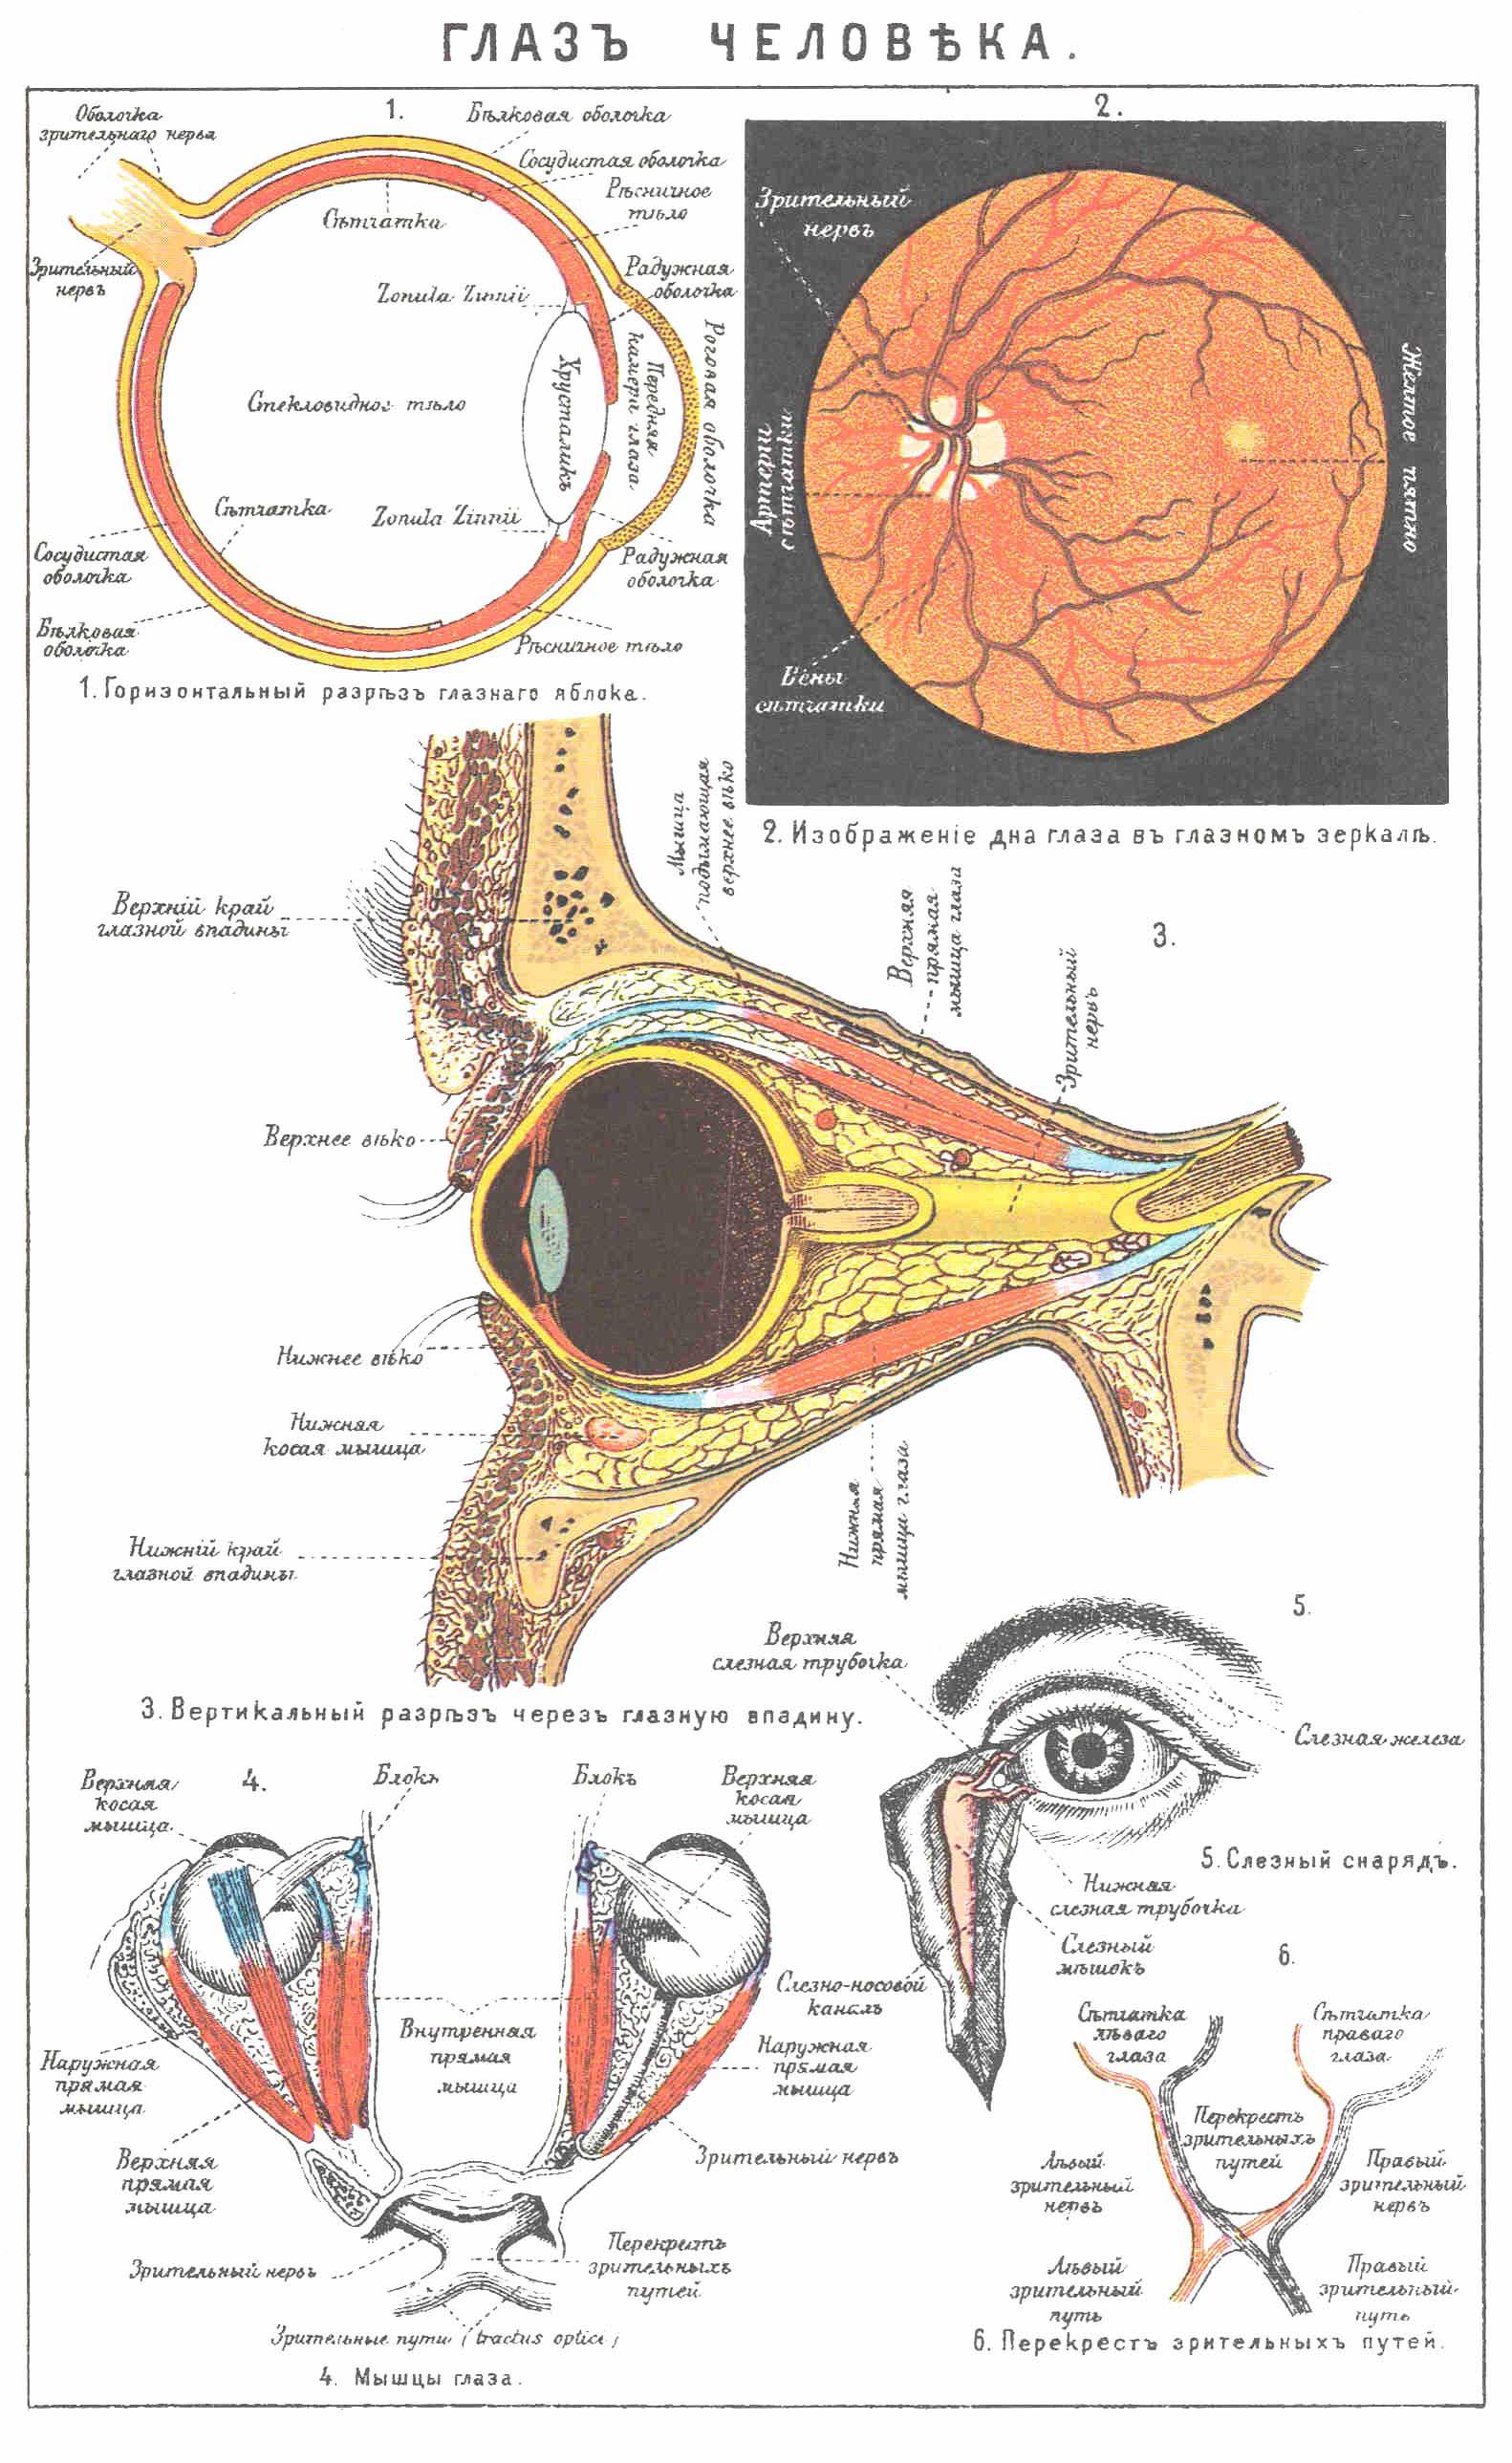 ГЛАЗЪ ЧЕЛОВѢКА.
1.
Оболочка
зрительнаго нерва
Бѣлковая оболочка
Сосудистая оболочка
Рѣсничное
тѣло
Сѣтчатка
Зрительный
нервъ
Радужная
оболочка
Zonula Zinnii
Роговая оболочка
Передняя
камера глаза
Хрусталикъ
Стекловидное тѣло
Сѣтчатка
Zonula Zinnii
Сосудистая
оболочка
Радужная
оболочка
Бѣлковая
оболочка
Рѣсничное тѣло
1. Горизонтальный разрѣзъ глазнаго яблока.
2.
Зрительный
нервъ
Артеріи
сѣтчатки
Желтое пятно
Вены
сѣтчатки
2. Изображеніе дна глаза въ глазномъ зеркалѣ.
3.
Мышца
подымающая
верхнее вѣко
Верхняя
прямая
мышца глаза
Зрительный
нервъ
Верхній край
глазной впадины
Верхнее вѣко
Нижнее вѣко
Нижняя
косая мышца
Нижняя
прямая
мышца глаза
Нижній край
глазной впадины
3. Вертикальный разрѣзъ черезъ глазную впадину.
4.
Верхняя
косая
мышца
Блокъ
Блокъ
Верхняя
косая
мышца
Внутренняя
прямая
мышца
Наружная
прямая
мышца
Наружная
прямая
мышца
Верхняя
прямая
мышца
Зрительный нервъ
Зрительный нервъ
Перекрестъ
зрительныхъ
путей
Зрительные пути (tractus optici)
4. Мышцы глаза.
5.
Верхняя
слезная трубочка
Слезная железа
5. Слезный снарядъ.
Нижняя
слезная трубочка
Слезный
мѣшокъ
Слезно-носовой
каналъ
6.
Сѣтчатка
лѣваго
глаза
Сѣтчатка
праваго
глаза
Перекрестъ
зрительныхъ
путей
Лѣвый
зрительный
нервъ
Правый
зрительный
нервъ
Лѣвый
зрительный
путь
Правый
зрительный
путь
6. Перекрестъ зрительныхъ путей.